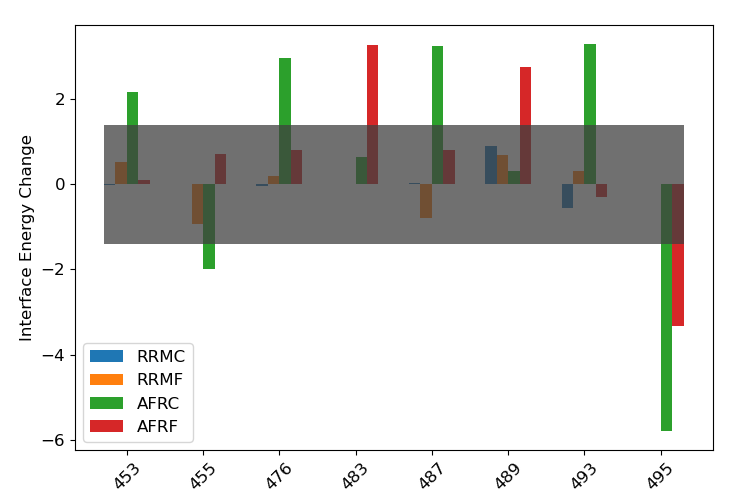 Interface Energy Change
2
0
−2
−4
−6
RRMC
RRMF
AFRC
AFRF
453 455 476 483 487 489 493 495